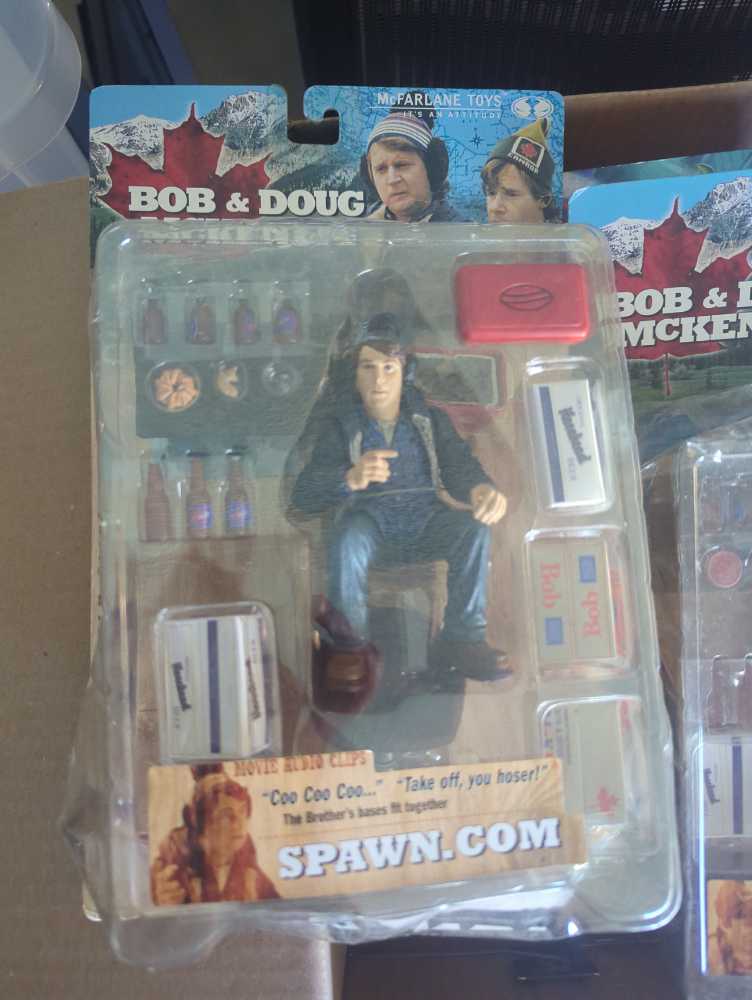 McFARLANE TOYS
IT'S AN ATTITUDE
CANADA
BOB & DOUG
BOB &
MCKEN
Bob
Bob
MOVIE AUDIO CLIPS
"Coo Coo Coo..." "Take off, you hoser!"
The Brother's bases fit together
SPAWN.COM